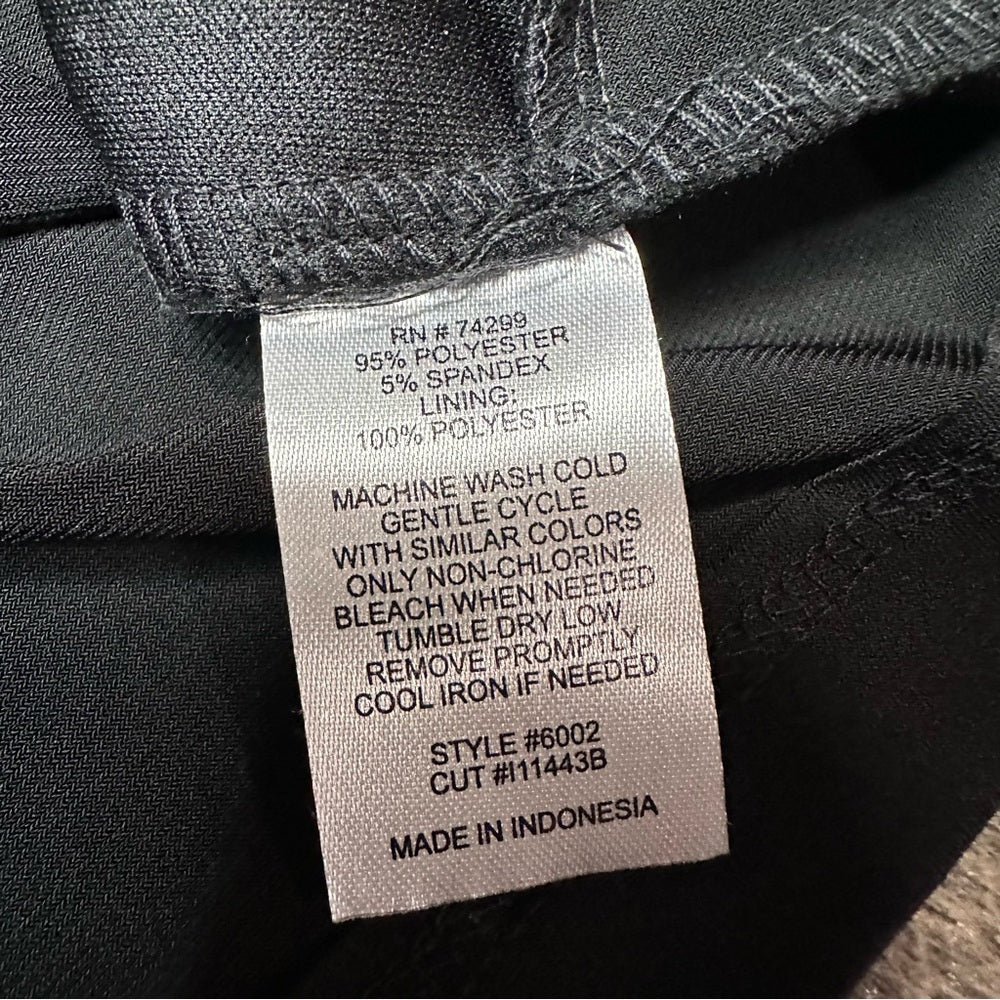 RN # 74299
95% POLYESTER
5% SPANDEX
LINING:
100% POLYESTER
MACHINE WASH COLD
GENTLE CYCLE
WITH SIMILAR COLORS
ONLY NON-CHLORINE
BLEACH WHEN NEEDED
TUMBLE DRY LOW
REMOVE PROMPTLY
COOL IRON IF NEEDED
STYLE #6002
CUT #I11443B
MADE IN INDONESIA